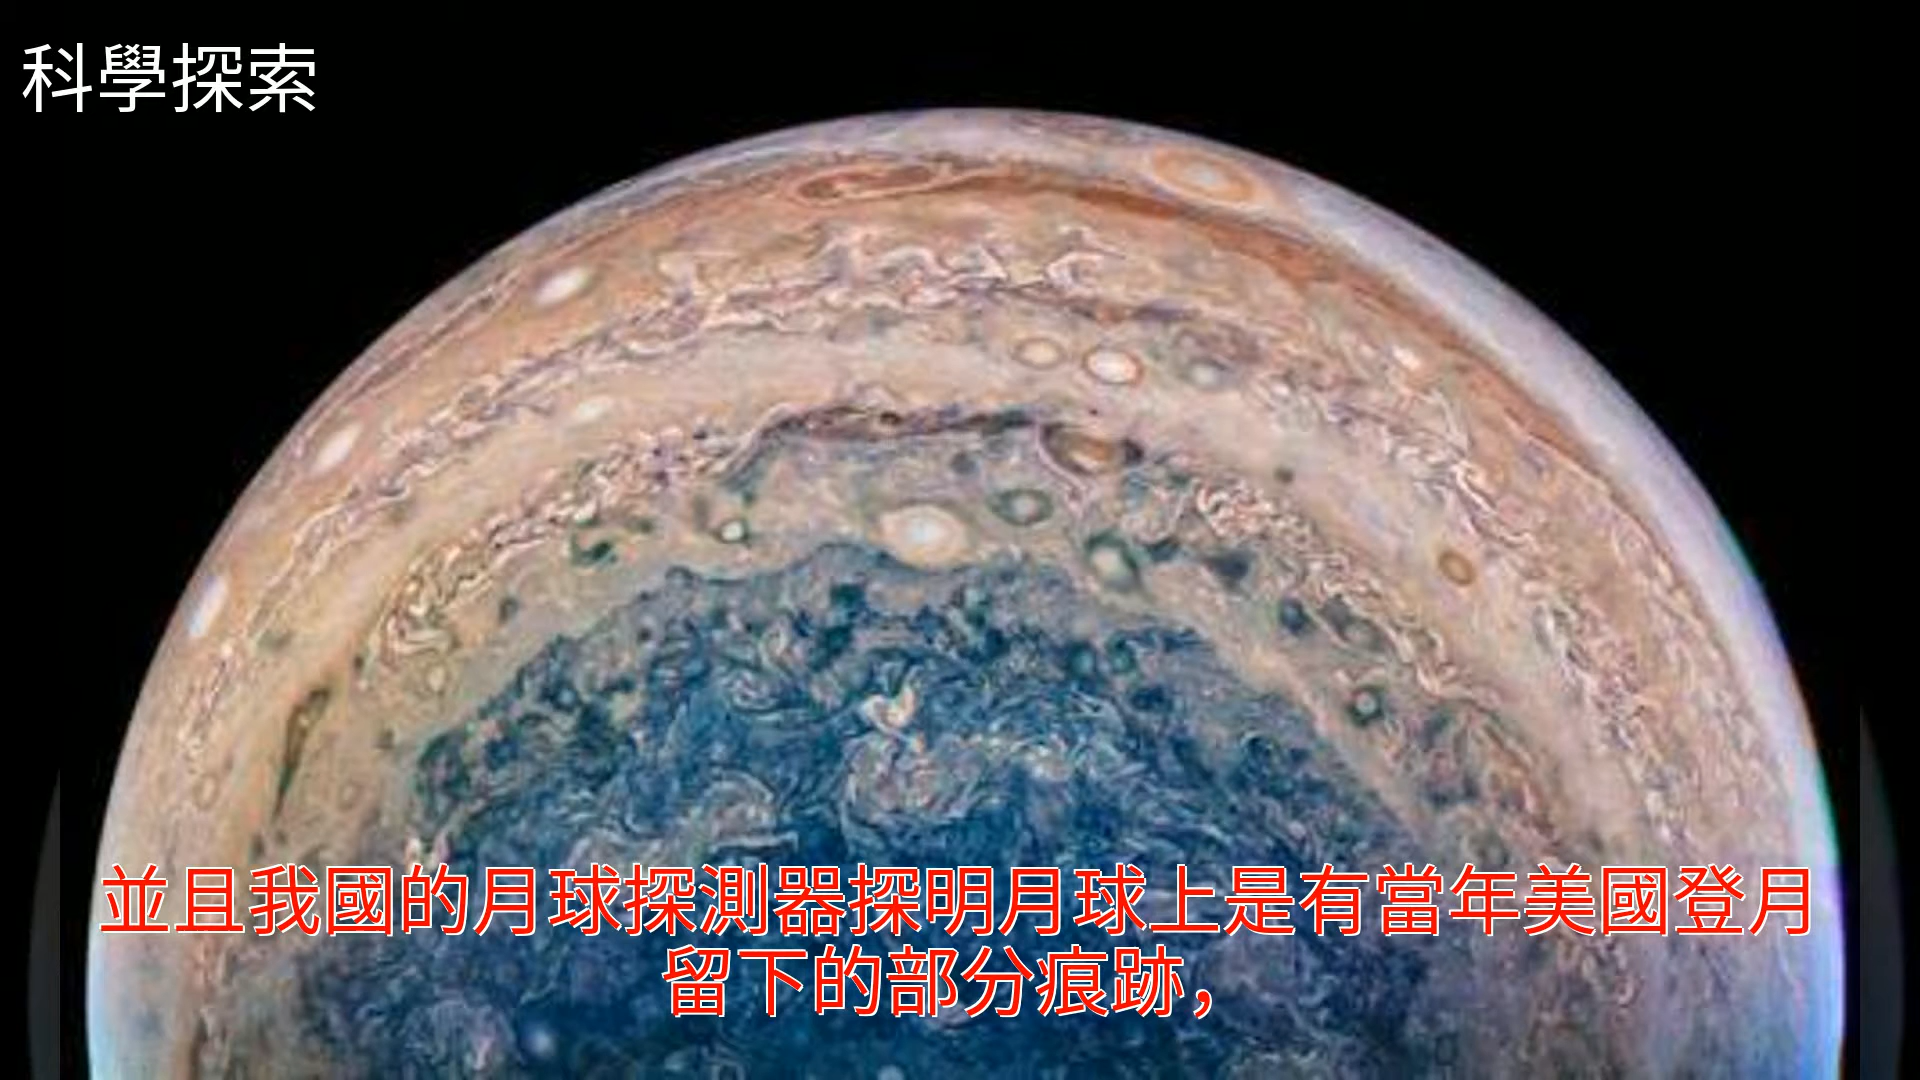 科學探索
並且我國的月球探測器探明月球上是有當年美國登月
留下的部分痕跡，